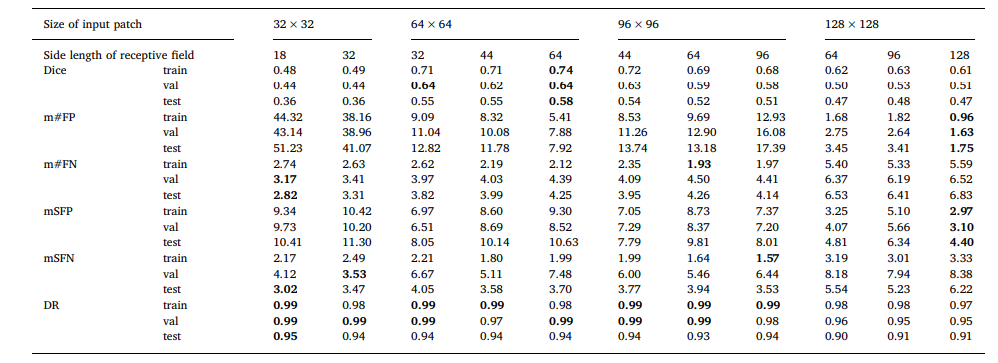 Size of input patch 32 × 32 64 × 64 96 × 96 128 × 128
Side length of receptive field 18 32 32 44 64 44 64 96 64 96 128
Dice train 0.48 0.49 0.71 0.71 0.74 0.72 0.69 0.68 0.62 0.63 0.61
val 0.44 0.44 0.64 0.62 0.64 0.63 0.59 0.58 0.50 0.53 0.51
test 0.36 0.36 0.55 0.55 0.58 0.54 0.52 0.51 0.47 0.48 0.47
m#FP train 44.32 38.16 9.09 8.32 5.41 8.53 9.69 12.93 1.68 1.82 0.96
val 43.14 38.96 11.04 10.08 7.88 11.26 12.90 16.08 2.75 2.64 1.63
test 51.23 41.07 12.82 11.78 7.92 13.74 13.18 17.39 3.45 3.41 1.75
m#FN train 2.74 2.63 2.62 2.19 2.12 2.35 1.93 1.97 5.40 5.33 5.59
val 3.17 3.41 3.97 4.03 4.39 4.09 4.50 4.41 6.37 6.19 6.52
test 2.82 3.31 3.82 3.99 4.25 3.95 4.26 4.14 6.53 6.41 6.83
mSFP train 9.34 10.42 6.97 8.60 9.30 7.05 8.73 7.37 3.25 5.10 2.97
val 9.73 10.20 6.51 8.69 8.52 7.29 8.37 7.20 4.07 5.66 3.10
test 10.41 11.30 8.05 10.14 10.63 7.79 9.81 8.01 4.81 6.34 4.40
mSFN train 2.17 2.49 2.21 1.80 1.99 1.99 1.64 1.57 3.19 3.01 3.33
val 4.12 3.53 6.67 5.11 7.48 6.00 5.46 6.44 8.18 7.94 8.38
test 3.02 3.47 4.05 3.58 3.70 3.77 3.94 3.53 5.54 5.23 6.22
DR train 0.99 0.98 0.99 0.99 0.98 0.99 0.99 0.99 0.98 0.98 0.97
val 0.99 0.99 0.99 0.97 0.99 0.99 0.99 0.98 0.96 0.95 0.95
test 0.95 0.94 0.94 0.94 0.94 0.94 0.93 0.94 0.90 0.91 0.91